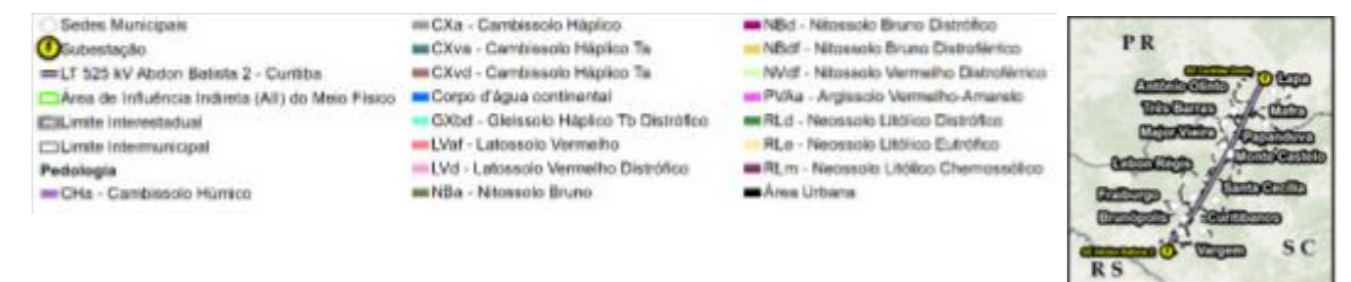 Sedes Municipais
Subestação
LT 525 kV Abdon Batista 2 - Curitiba
Área de Influência Indireta (AII) do Meio Físico
Limite Interestadual
Limite Intermunicipal
Pedologia
CHa - Cambissolo Húmico
CXa - Cambissolo Háplico
CXva - Cambissolo Háplico Ta
CXvd - Cambissolo Háplico Ta
Corpo d'água continental
GXbd - Gleissolo Háplico Tb Distrófico
LVaf - Latossolo Vermelho
LVd - Latossolo Vermelho Distrófico
NBa - Nitossolo Bruno
NBd - Nitossolo Bruno Distrófico
NBdf - Nitossolo Bruno Distroférrico
NVdf - Nitossolo Vermelho Distroférrico
PVAa - Argissolo Vermelho-Amarelo
RLd - Neossolo Litólico Distrófico
RLe - Neossolo Litólico Eutrófico
RLm - Neossolo Litólico Chernossólico
Área Urbana
PR
Lapa
Antônio Olinto
Três Barras
Mafra
Major Vieira
Papanduva
Lebon Régis
Monte Castelo
Santa Cecília
Fraiburgo
Brunópolis
Curitibanos
Vargem
SC
RS